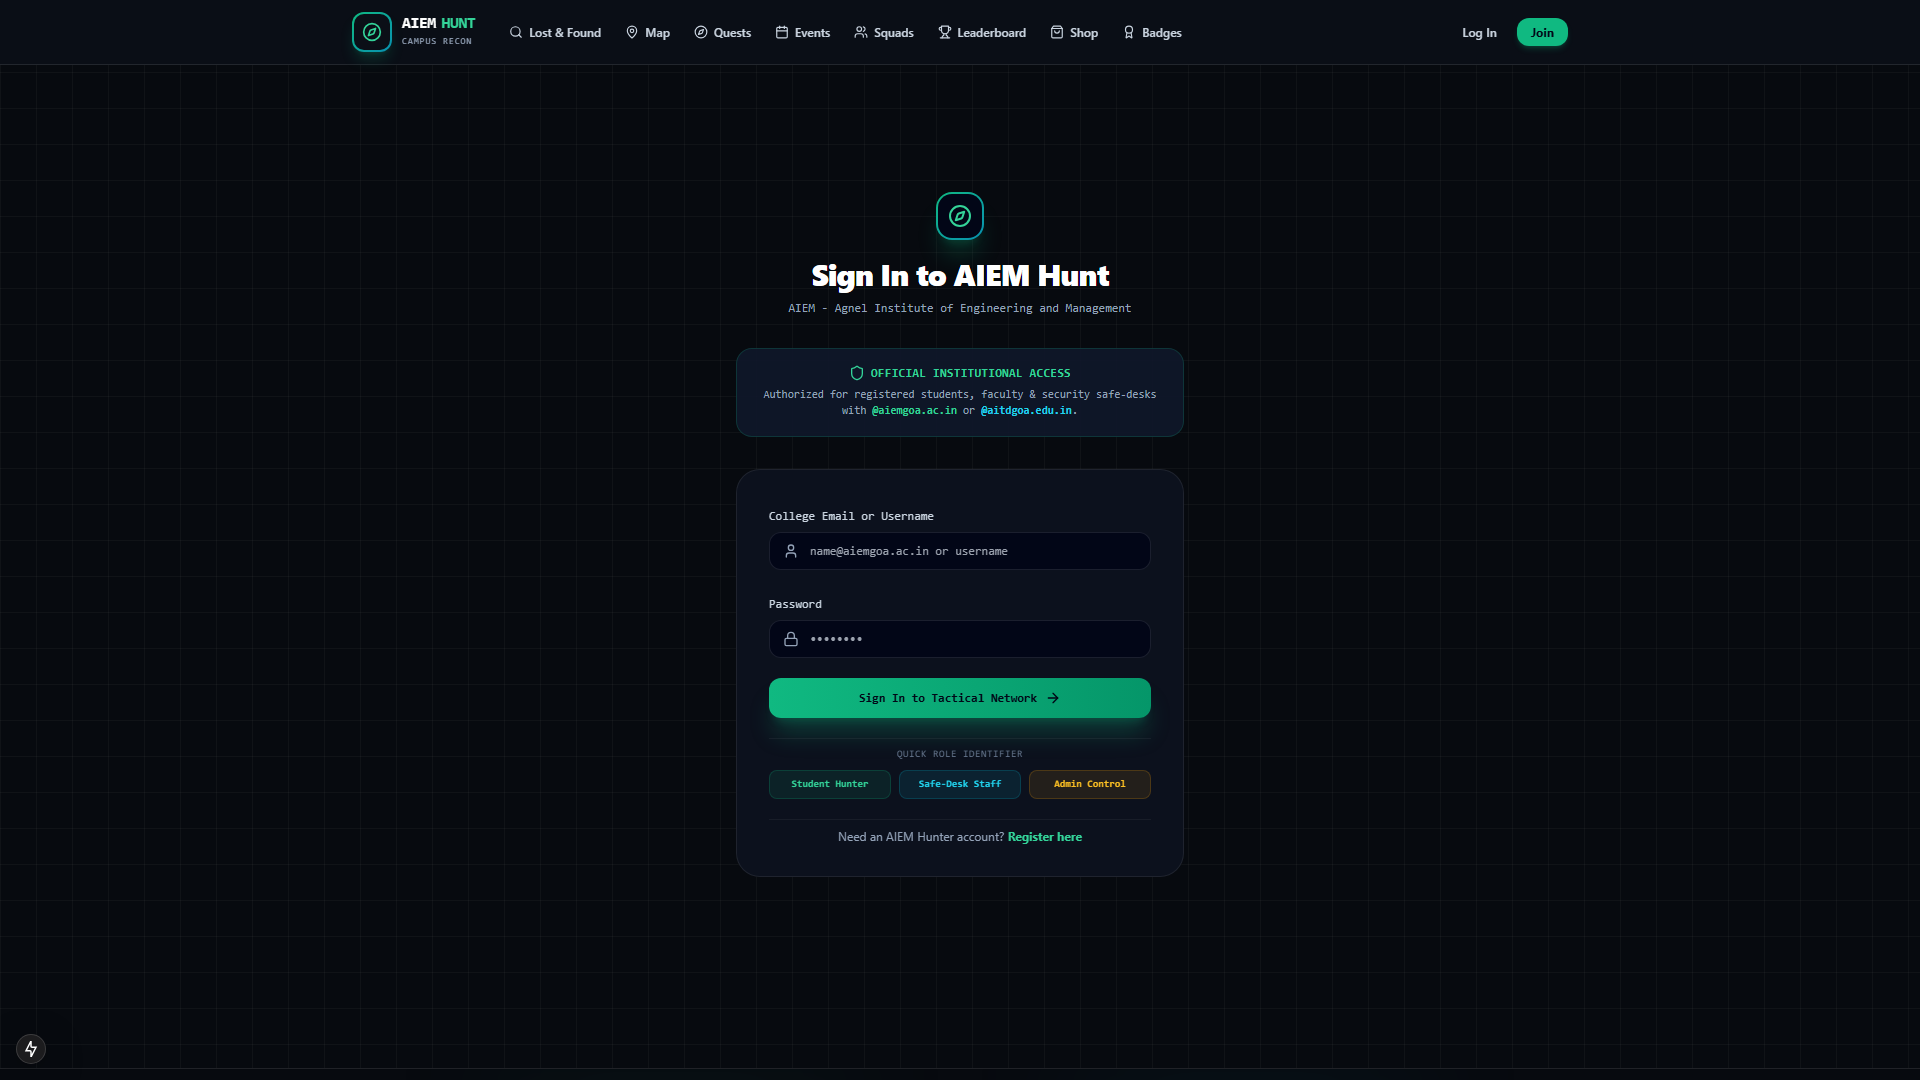 AIEM HUNT
CAMPUS RECON
Lost & Found
Map
Quests
Events
Squads
Leaderboard
Shop
Badges
Log In
Join
Sign In to AIEM Hunt
AIEM - Agnel Institute of Engineering and Management
OFFICIAL INSTITUTIONAL ACCESS
Authorized for registered students, faculty & security safe-desks
with @aiemgoa.ac.in or @aitdgoa.edu.in.
College Email or Username
name@aiemgoa.ac.in or username
Password
••••••••
Sign In to Tactical Network
QUICK ROLE IDENTIFIER
Student Hunter
Safe-Desk Staff
Admin Control
Need an AIEM Hunter account? Register here